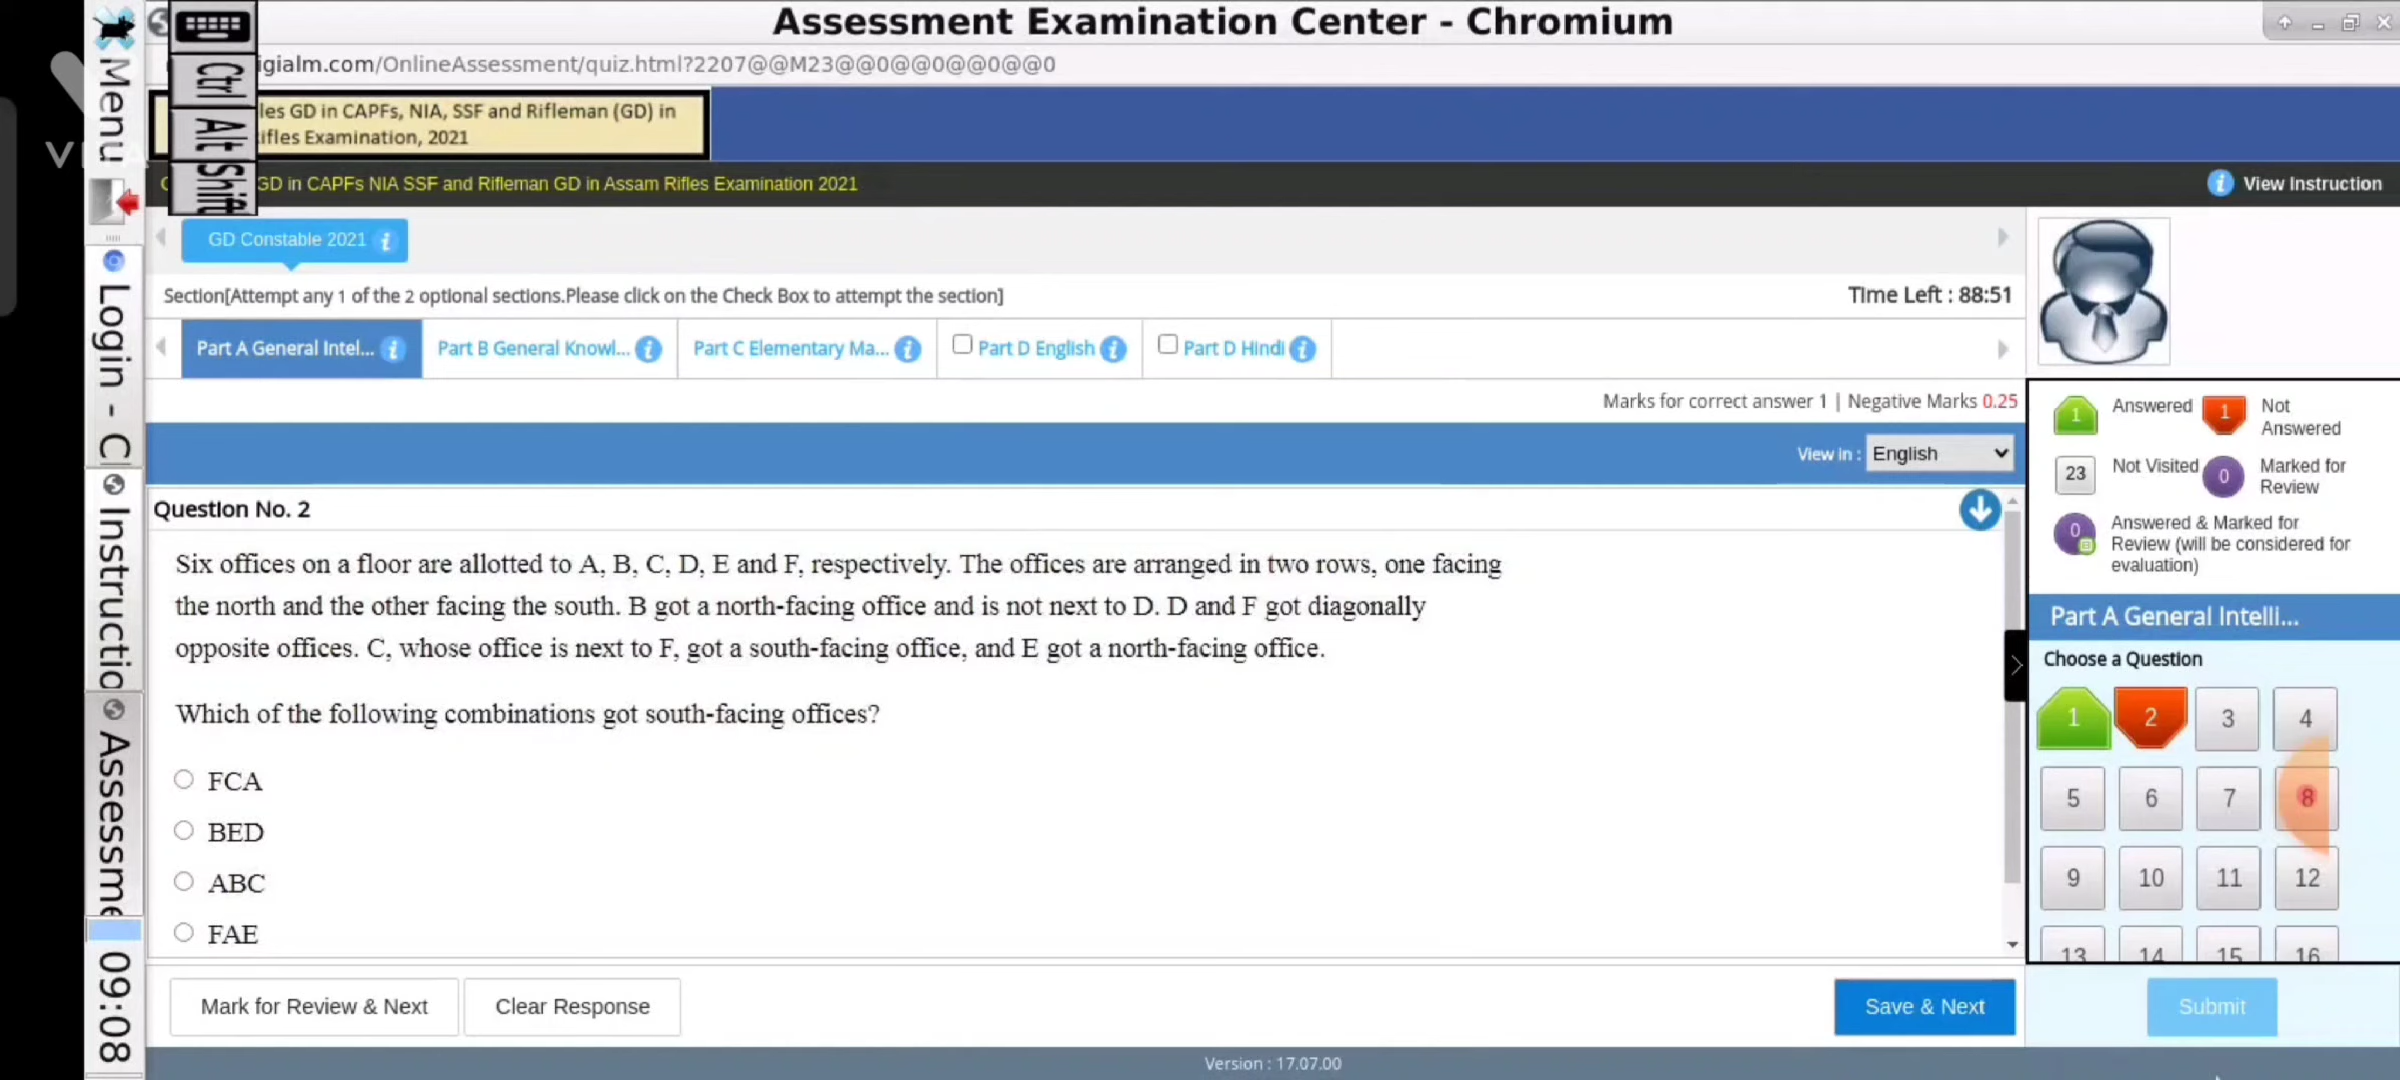 Assessment Examination Center - Chromium
igialm.com/OnlineAssessment/quiz.html?2207@@M23@@0@@0@@0@@0
Menu
Ctrl
Alt
Shift
les GD in CAPFs, NIA, SSF and Rifleman (GD) in
ifles Examination, 2021
GD in CAPFs NIA SSF and Rifleman GD in Assam Rifles Examination 2021
View Instruction
GD Constable 2021
Section[Attempt any 1 of the 2 optional sections.Please click on the Check Box to attempt the section]
Time Left : 88:51
Part A General Intel...
Part B General Knowl...
Part C Elementary Ma...
Part D English
Part D Hindi
Marks for correct answer 1 | Negative Marks 0.25
View in : English
Question No. 2
Six offices on a floor are allotted to A, B, C, D, E and F, respectively. The offices are arranged in two rows, one facing
the north and the other facing the south. B got a north-facing office and is not next to D. D and F got diagonally
opposite offices. C, whose office is next to F, got a south-facing office, and E got a north-facing office.
Which of the following combinations got south-facing offices?
FCA
BED
ABC
FAE
Mark for Review & Next
Clear Response
Save & Next
1 Answered
1 Not Answered
23 Not Visited
0 Marked for Review
0 Answered & Marked for
Review (will be considered for
evaluation)
Part A General Intelli...
Choose a Question
1 2 3 4
5 6 7 8
9 10 11 12
13 14 15 16
Submit
Version : 17.07.00
Login - C
Instructio
Assessme
09:08